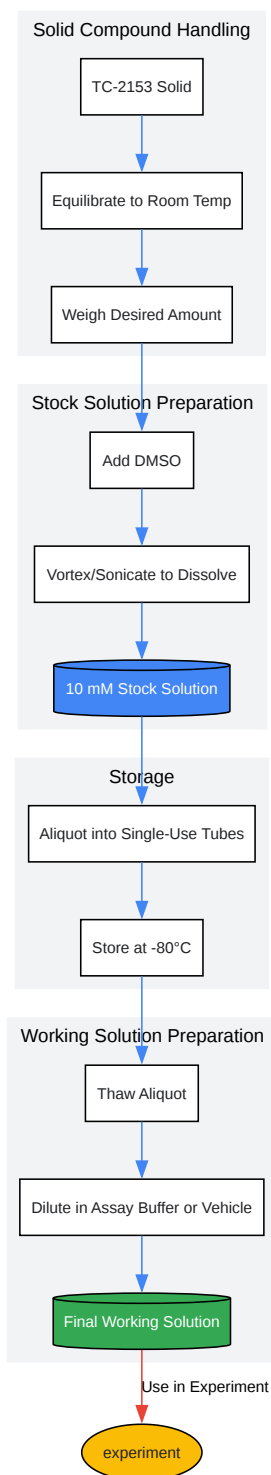 Solid Compound Handling
TC-2153 Solid
Equilibrate to Room Temp
Weigh Desired Amount
Stock Solution Preparation
Add DMSO
Vortex/Sonicate to Dissolve
10 mM Stock Solution
Storage
Aliquot into Single-Use Tubes
Store at -80°C
Working Solution Preparation
Thaw Aliquot
Dilute in Assay Buffer or Vehicle
Final Working Solution
Use in Experiment
experiment